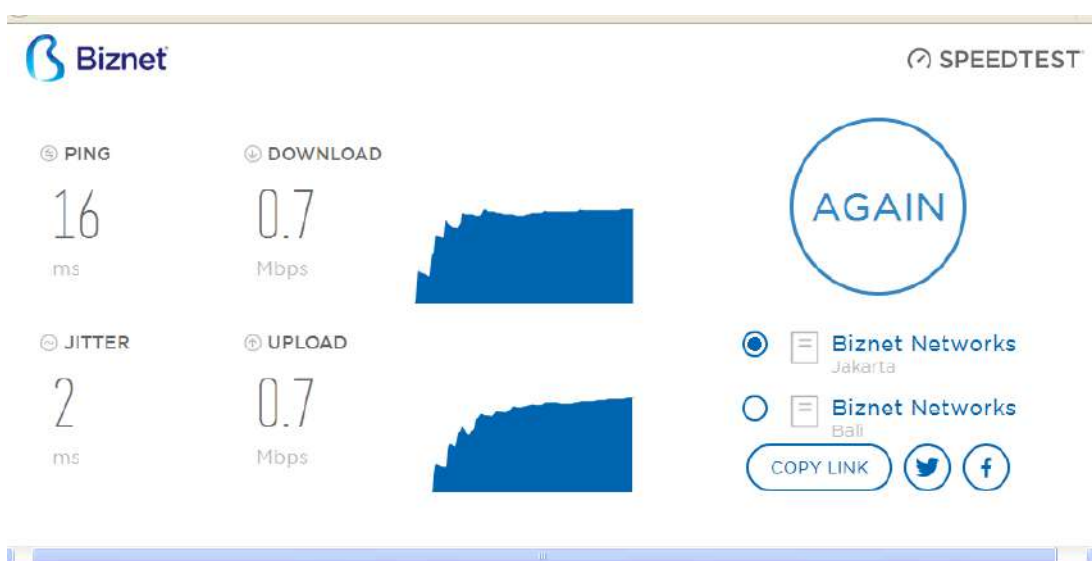 Biznet
SPEEDTEST
PING
DOWNLOAD
16
0.7
ms
Mbps
AGAIN
JITTER
UPLOAD
2
0.7
ms
Mbps
Biznet Networks
Jakarta
Biznet Networks
Bali
COPY LINK